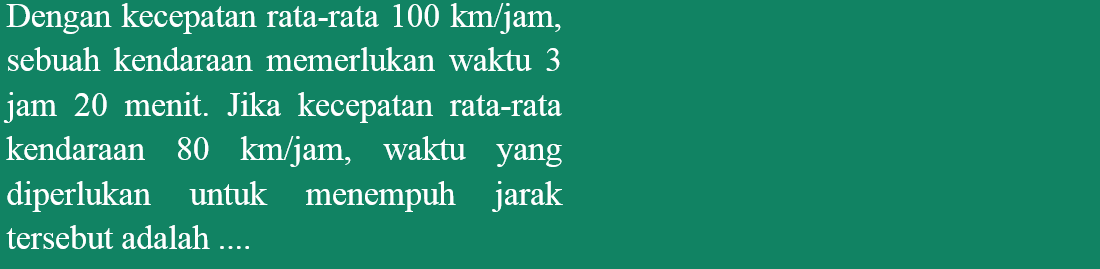 Dengan kecepatan rata-rata 100 km/jam,
sebuah kendaraan memerlukan waktu 3
jam 20 menit. Jika kecepatan rata-rata
kendaraan 80 km/jam, waktu yang
diperlukan untuk menempuh jarak
tersebut adalah ....